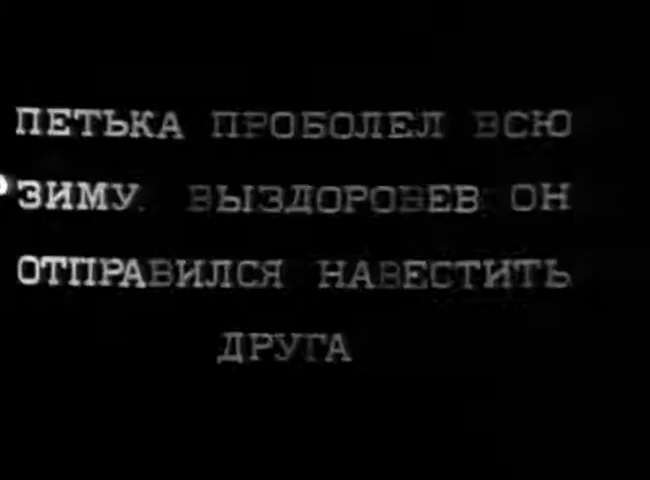 ПЕТЬКА ПРОБОЛЕЛ ВСЮ
ЗИМУ. ВЫЗДОРОВЕВ ОН
ОТПРАВИЛСЯ НАВЕСТИТЬ
ДРУГА